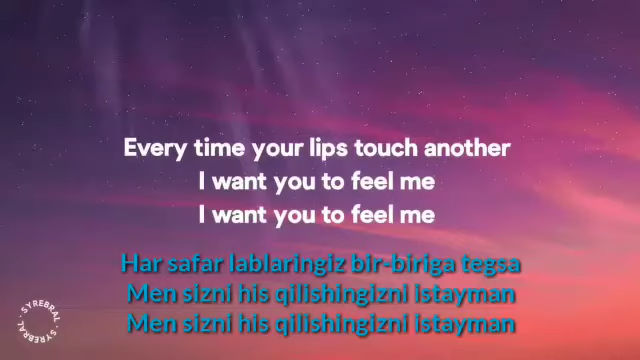 Every time your lips touch another
I want you to feel me
I want you to feel me
Har safar lablaringiz bir-biriga tegsa
Men sizni his qilishingizni istayman
Men sizni his qilishingizni istayman
SYREBRAL · SYREBRAL ·